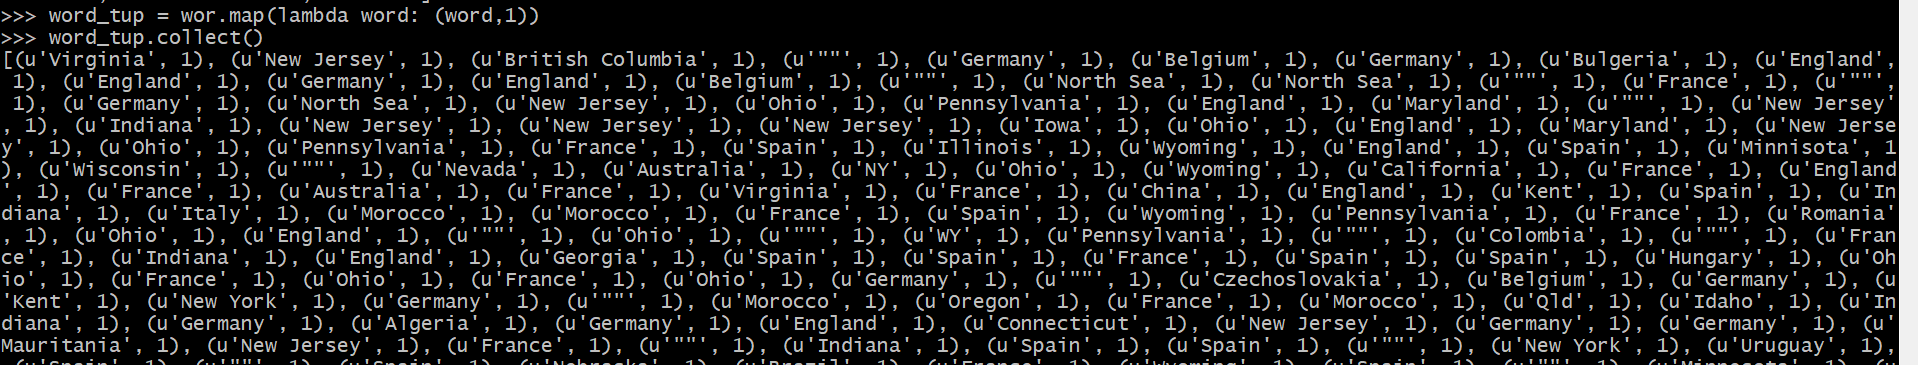 >>> word_tup = wor.map(lambda word: (word,1))
>>> word_tup.collect()
[(u'Virginia', 1), (u'New Jersey', 1), (u'British Columbia', 1), (u'""', 1), (u'Germany', 1), (u'Belgium', 1), (u'Germany', 1), (u'Bulgeria', 1), (u'England',
 1), (u'England', 1), (u'Germany', 1), (u'England', 1), (u'Belgium', 1), (u'""', 1), (u'North Sea', 1), (u'North Sea', 1), (u'""', 1), (u'France', 1), (u'""',
 1), (u'Germany', 1), (u'North Sea', 1), (u'New Jersey', 1), (u'Ohio', 1), (u'Pennsylvania', 1), (u'England', 1), (u'Maryland', 1), (u'""', 1), (u'New Jersey'
, 1), (u'Indiana', 1), (u'New Jersey', 1), (u'New Jersey', 1), (u'New Jersey', 1), (u'Iowa', 1), (u'Ohio', 1), (u'England', 1), (u'Maryland', 1), (u'New Jerse
y', 1), (u'Ohio', 1), (u'Pennsylvania', 1), (u'France', 1), (u'Spain', 1), (u'Illinois', 1), (u'Wyoming', 1), (u'England', 1), (u'Spain', 1), (u'Minnisota', 1
), (u'Wisconsin', 1), (u'""', 1), (u'Nevada', 1), (u'Australia', 1), (u'NY', 1), (u'Ohio', 1), (u'Wyoming', 1), (u'California', 1), (u'France', 1), (u'England
', 1), (u'France', 1), (u'Australia', 1), (u'France', 1), (u'Virginia', 1), (u'France', 1), (u'China', 1), (u'England', 1), (u'Kent', 1), (u'Spain', 1), (u'In
diana', 1), (u'Italy', 1), (u'Morocco', 1), (u'Morocco', 1), (u'France', 1), (u'Spain', 1), (u'Wyoming', 1), (u'Pennsylvania', 1), (u'France', 1), (u'Romania'
, 1), (u'Ohio', 1), (u'England', 1), (u'""', 1), (u'Ohio', 1), (u'""', 1), (u'WY', 1), (u'Pennsylvania', 1), (u'""', 1), (u'Colombia', 1), (u'""', 1), (u'Fran
ce', 1), (u'Indiana', 1), (u'England', 1), (u'Georgia', 1), (u'Spain', 1), (u'Spain', 1), (u'France', 1), (u'Spain', 1), (u'Spain', 1), (u'Hungary', 1), (u'Oh
io', 1), (u'France', 1), (u'Ohio', 1), (u'France', 1), (u'Ohio', 1), (u'Germany', 1), (u'""', 1), (u'Czechoslovakia', 1), (u'Belgium', 1), (u'Germany', 1), (u
'Kent', 1), (u'New York', 1), (u'Germany', 1), (u'""', 1), (u'Morocco', 1), (u'Oregon', 1), (u'France', 1), (u'Morocco', 1), (u'Qld', 1), (u'Idaho', 1), (u'In
diana', 1), (u'Germany', 1), (u'Algeria', 1), (u'Germany', 1), (u'England', 1), (u'Connecticut', 1), (u'New Jersey', 1), (u'Germany', 1), (u'Germany', 1), (u'
Mauritania', 1), (u'New Jersey', 1), (u'France', 1), (u'""', 1), (u'Indiana', 1), (u'Spain', 1), (u'Spain', 1), (u'""', 1), (u'New York', 1), (u'Uruguay', 1),